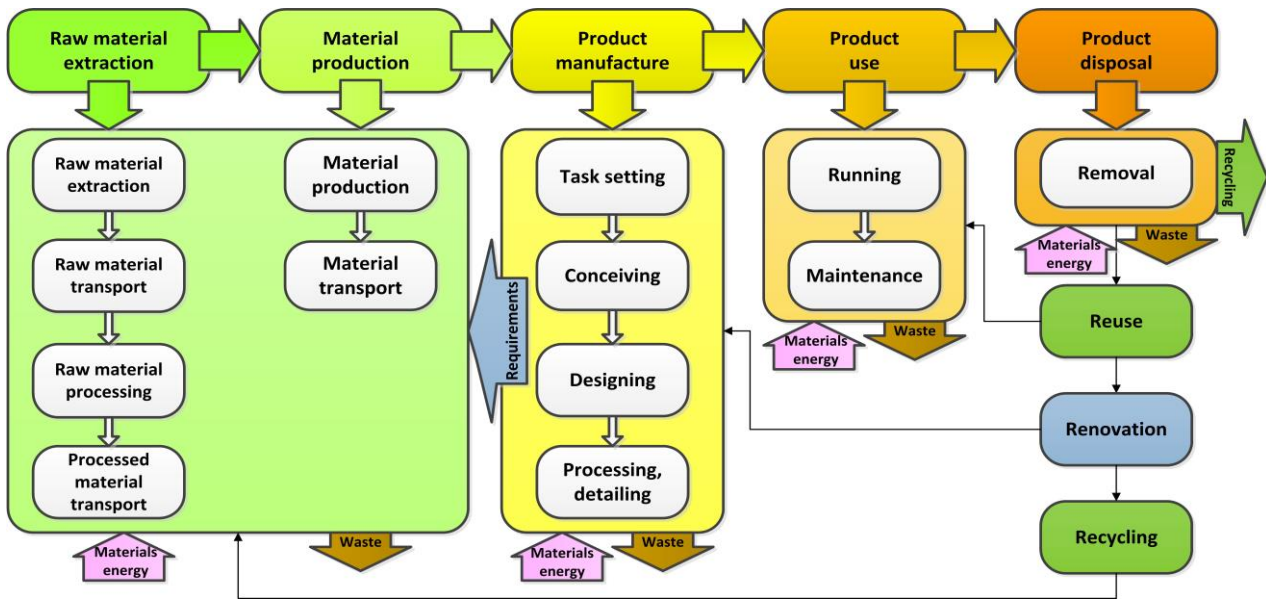 Raw material
extraction
Material
production
Product
manufacture
Product
use
Product
disposal
Raw material
extraction
Raw material
transport
Raw material
processing
Processed
material
transport
Material
production
Material
transport
Materials
energy
Waste
Requirements
Task setting
Conceiving
Designing
Processing,
detailing
Materials
energy
Waste
Running
Maintenance
Materials
energy
Waste
Removal
Recycling
Materials
energy
Waste
Reuse
Renovation
Recycling